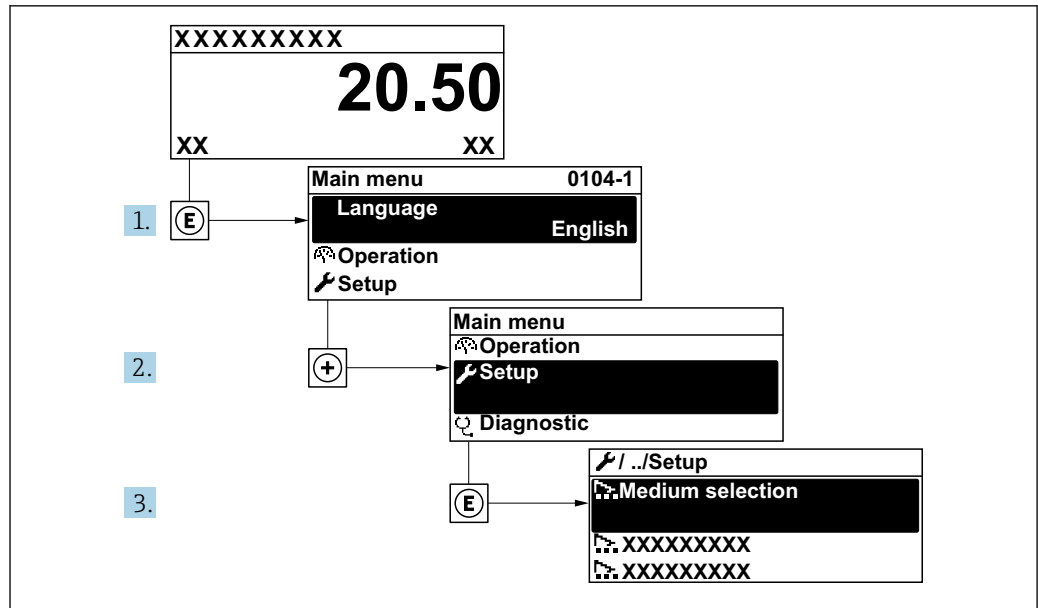 XXXXXXXXX
20.50
XX XX
Main menu 0104-1
1. E Language
English
Operation
Setup
Main menu
Operation
2. + Setup
Diagnostic
/ ../Setup
3. E Medium selection
XXXXXXXXX
XXXXXXXXX